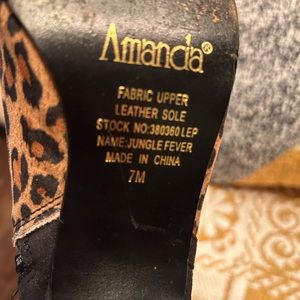 Amanda®
FABRIC UPPER
LEATHER SOLE
STOCK NO:380360 LEP
NAME:JUNGLE FEVER
MADE IN CHINA
7M